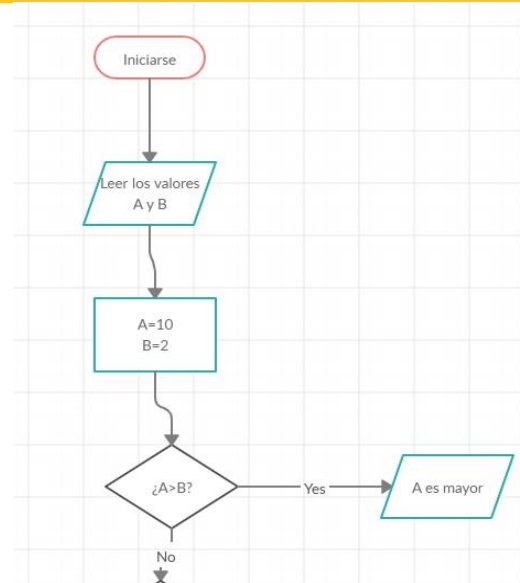 Iniciarse
Leer los valores
A y B
A=10
B=2
¿A>B?
Yes
A es mayor
No